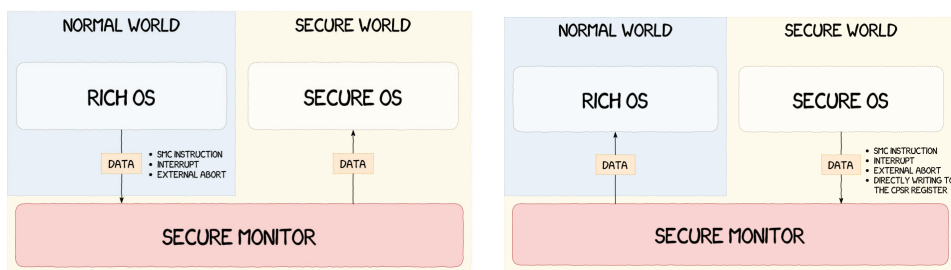 NORMAL WORLD
SECURE WORLD
RICH OS
SECURE OS
DATA
• SMC INSTRUCTION
• INTERRUPT
• EXTERNAL ABORT
DATA
SECURE MONITOR
NORMAL WORLD
SECURE WORLD
RICH OS
SECURE OS
DATA
DATA
• SMC INSTRUCTION
• INTERRUPT
• EXTERNAL ABORT
• DIRECTLY WRITING TO
THE CPSR REGISTER
SECURE MONITOR